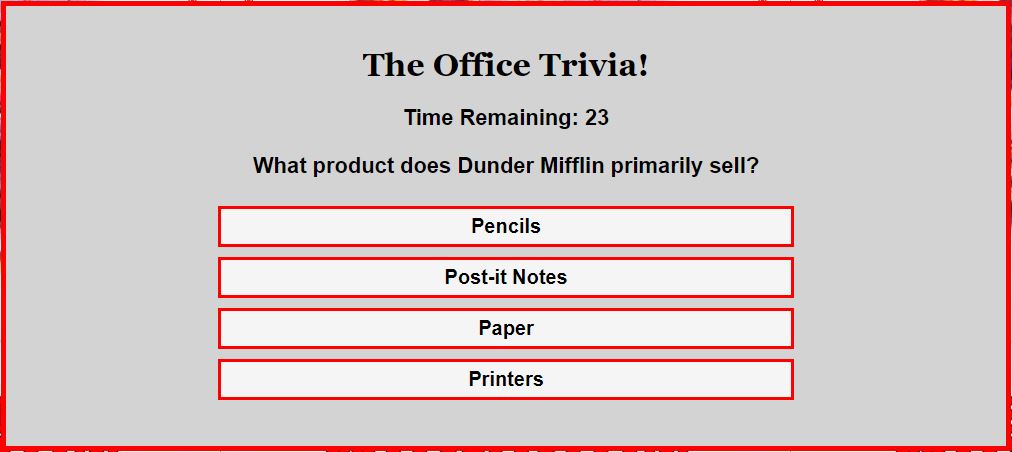 The Office Trivia!
Time Remaining: 23
What product does Dunder Mifflin primarily sell?
Pencils
Post-it Notes
Paper
Printers